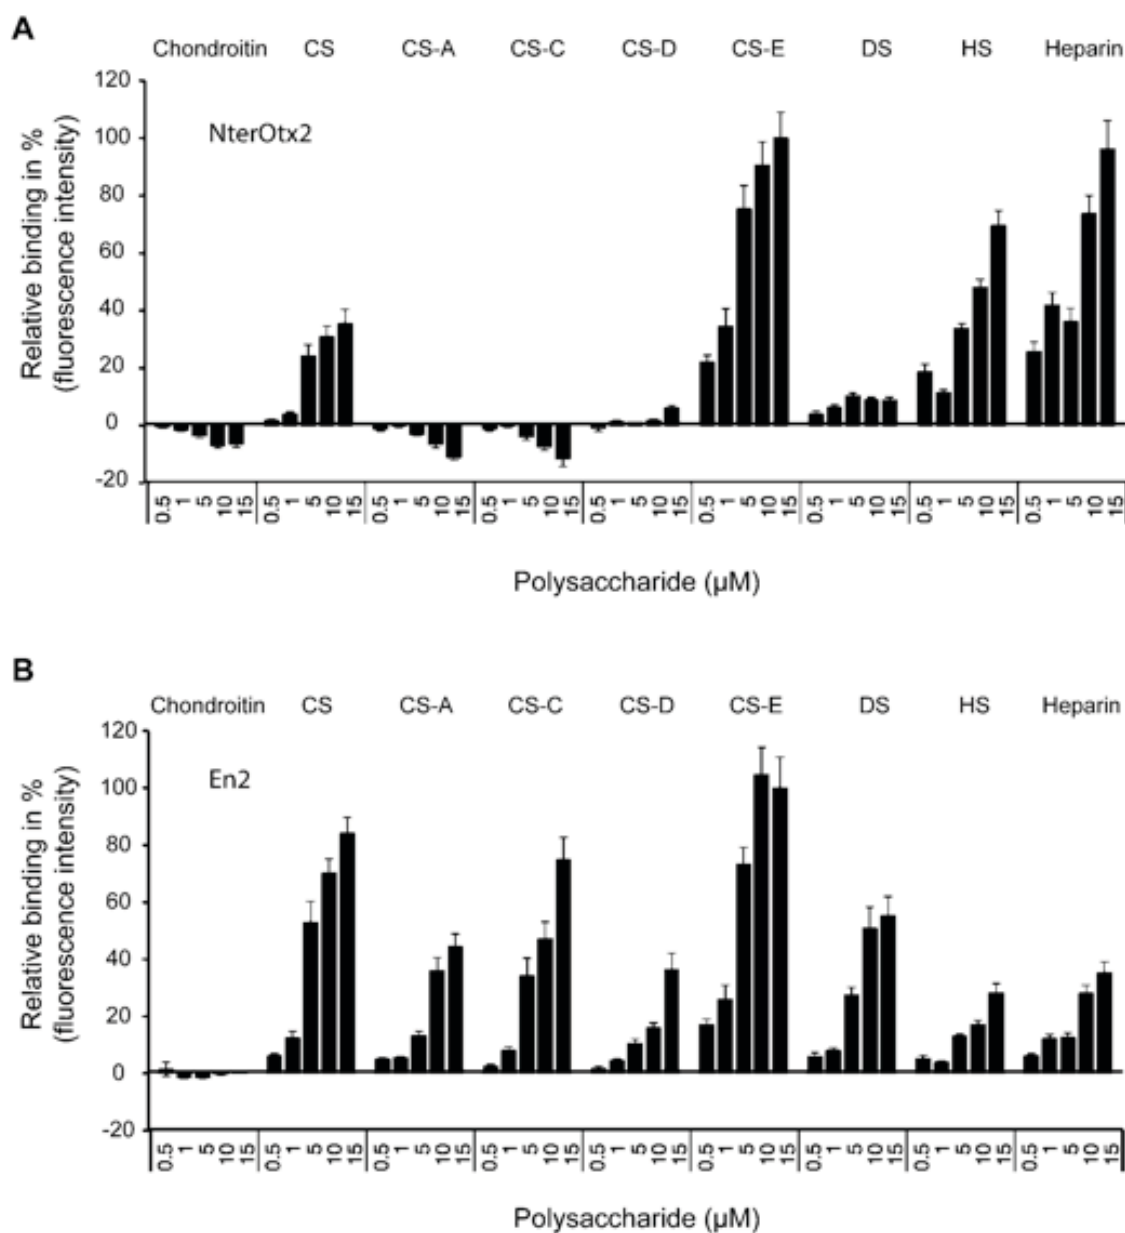 A
Chondroitin CS CS-A CS-C CS-D CS-E DS HS Heparin
120
100
80
60
40
20
0
-20
Relative binding in %
(fluorescence intensity)
NterOtx2
0.5 1 5 10 15 0.5 1 5 10 15 0.5 1 5 10 15 0.5 1 5 10 15 0.5 1 5 10 15 0.5 1 5 10 15 0.5 1 5 10 15 0.5 1 5 10 15 0.5 1 5 10 15
Polysaccharide (µM)
B
Chondroitin CS CS-A CS-C CS-D CS-E DS HS Heparin
120
100
80
60
40
20
0
-20
Relative binding in %
(fluorescence intensity)
En2
0.5 1 5 10 15 0.5 1 5 10 15 0.5 1 5 10 15 0.5 1 5 10 15 0.5 1 5 10 15 0.5 1 5 10 15 0.5 1 5 10 15 0.5 1 5 10 15 0.5 1 5 10 15
Polysaccharide (µM)